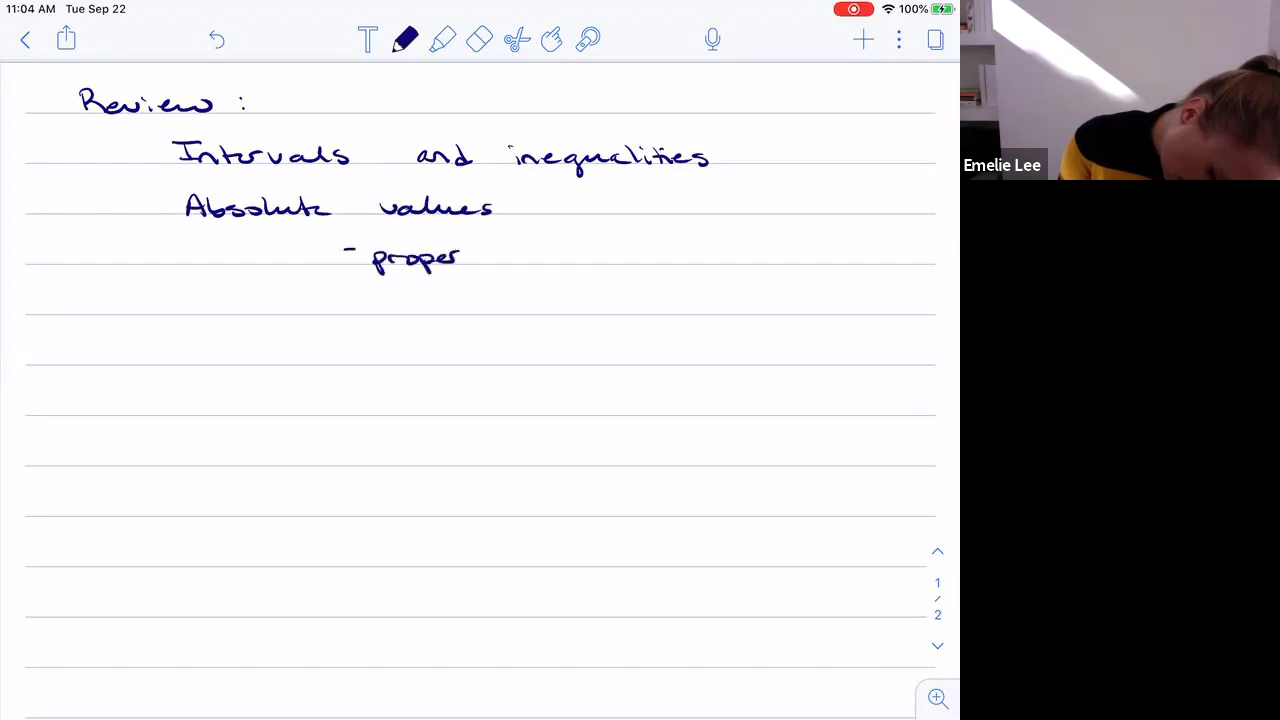 11:04 AM Tue Sep 22
100%
Review :
Intervals and inequalities
Absolute values
- proper
Emelie Lee
1
/
2